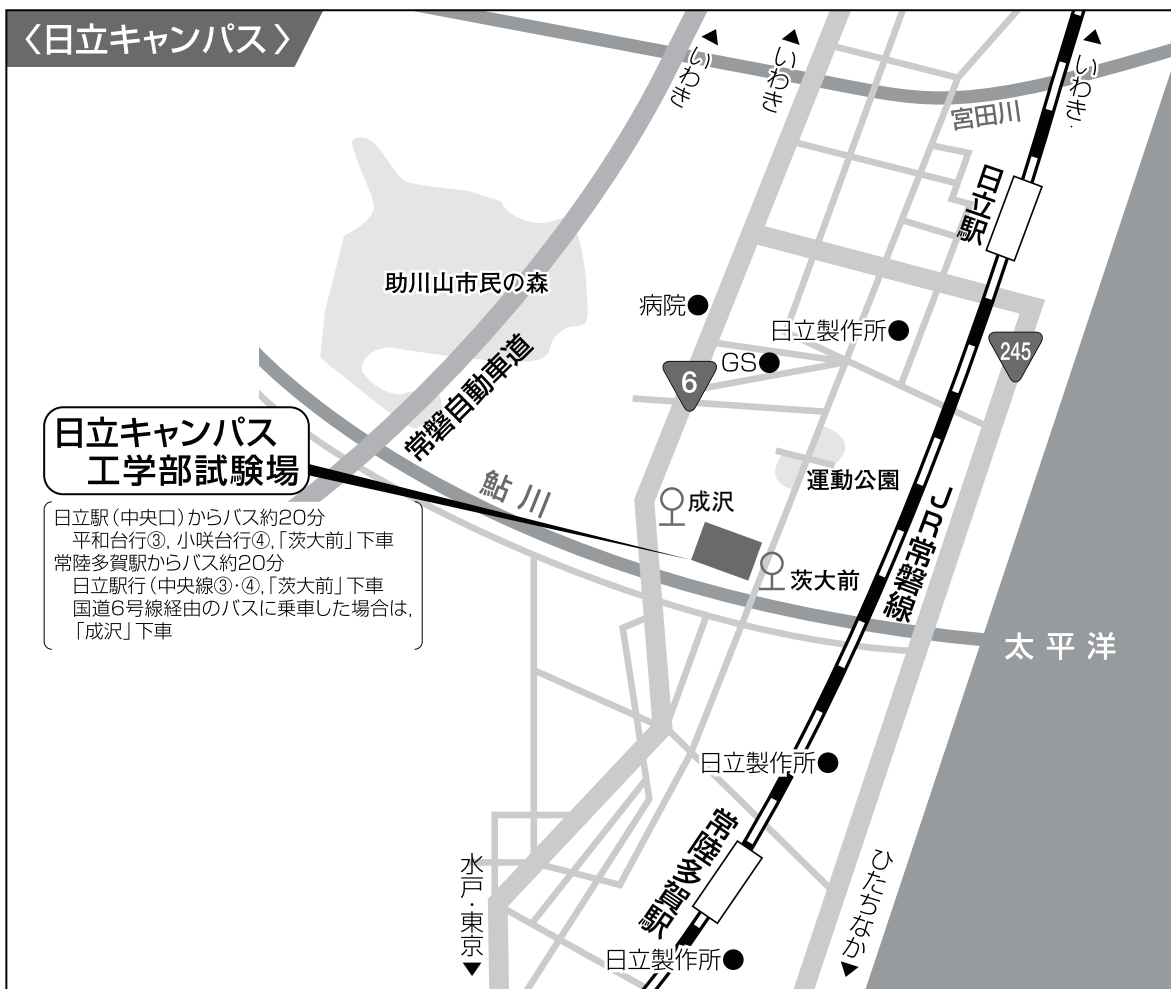 〈日立キャンパス〉
いわき
いわき
いわき
宮田川
日立駅
助川山市民の森
病院
日立製作所
GS
6
245
常磐自動車道
日立キャンパス
工学部試験場
鮎川
成沢
運動公園
JR常磐線
茨大前
日立駅(中央口)からバス約20分
平和台行③, 小咲台行④,「茨大前」下車
常陸多賀駅からバス約20分
日立駅行(中央線③・④,「茨大前」下車
国道6号線経由のバスに乗車した場合は,
「成沢」下車
太平洋
日立製作所
常陸多賀駅
水戸・東京
ひたちなか
日立製作所